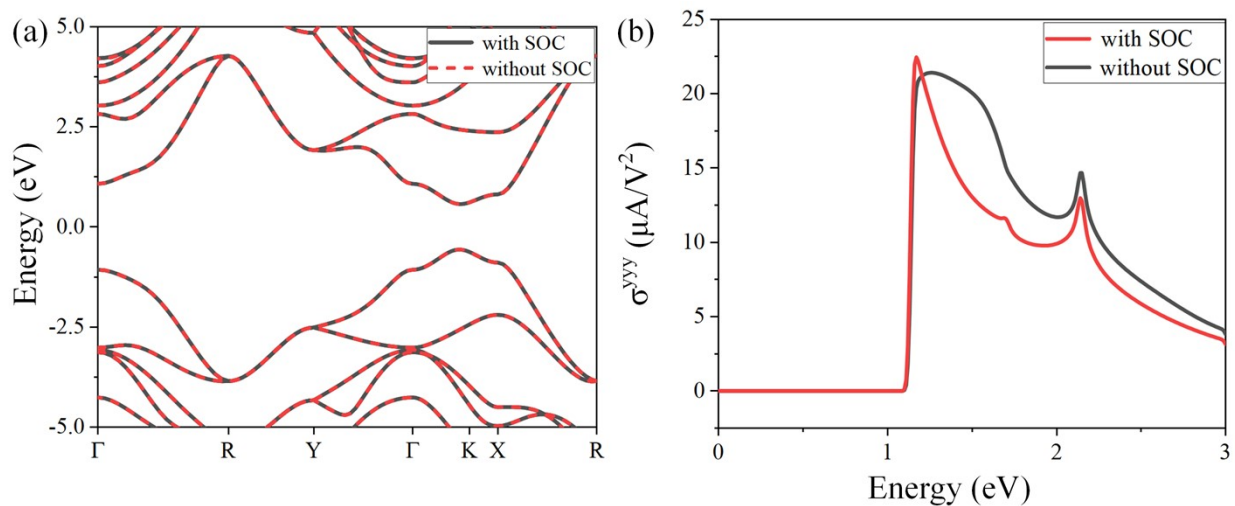 (a)
5.0
2.5
0.0
-2.5
-5.0
Energy (eV)
with SOC
without SOC
Γ R Y Γ K X R
(b)
25
20
15
10
5
0
σyyy (μA/V2)
with SOC
without SOC
0 1 2 3
Energy (eV)